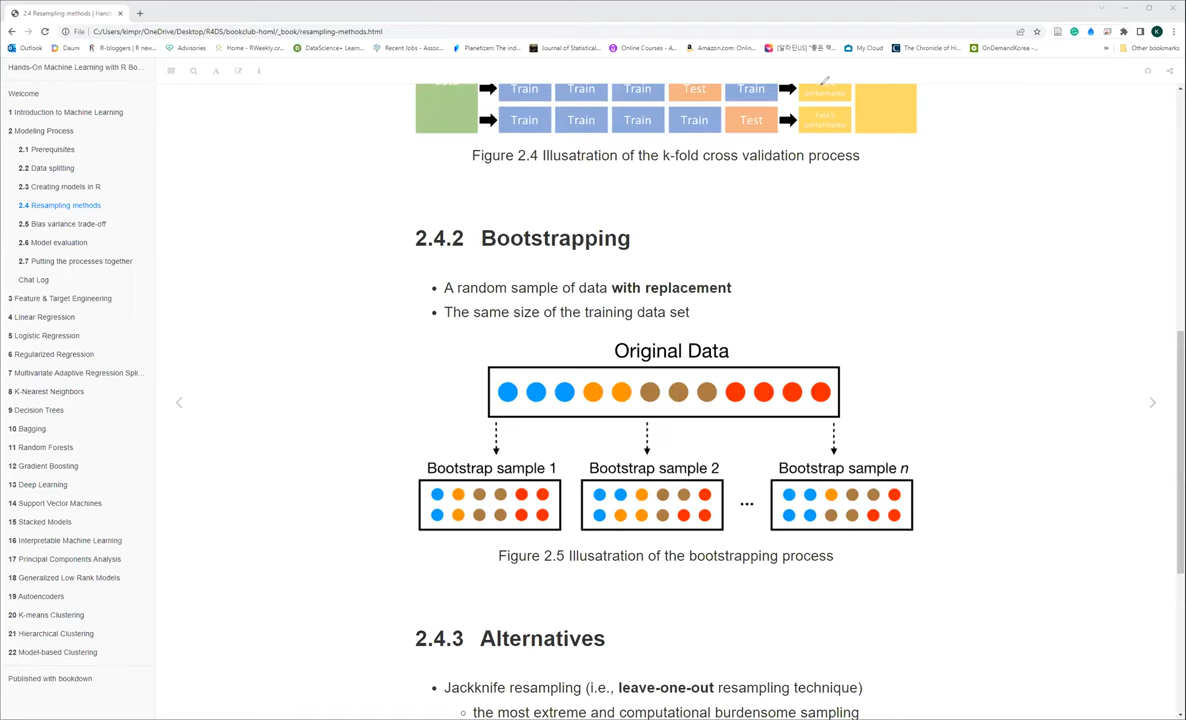 2.4 Resampling methods | Hands
C:/Users/kimpr/OneDrive/Desktop/R4DS/bookclub-homl/_book/resampling-methods.html
File
K
Outlook
Daum
R-bloggers | R new...
Advisories
Home - RWeekly.or...
DataScience+ Learn...
Recent Jobs - Assoc...
Planetizen: The ind...
Journal of Statistical...
Online Courses - A...
Amazon.com: Onlin...
[알라딘US] "좋은 책...
My Cloud
The Chronicle of Hi...
OnDemandKorea -...
Other bookmarks
Hands-On Machine Learning with R Bo...
Welcome
1 Introduction to Machine Learning
2 Modeling Process
2.1 Prerequisites
2.2 Data splitting
2.3 Creating models in R
2.4 Resampling methods
2.5 Bias variance trade-off
2.6 Model evaluation
2.7 Putting the processes together
Chat Log
3 Feature & Target Engineering
4 Linear Regression
5 Logistic Regression
6 Regularized Regression
7 Multivariate Adaptive Regression Spli...
8 K-Nearest Neighbors
9 Decision Trees
10 Bagging
11 Random Forests
12 Gradient Boosting
13 Deep Learning
14 Support Vector Machines
15 Stacked Models
16 Interpretable Machine Learning
17 Principal Components Analysis
18 Generalized Low Rank Models
19 Autoencoders
20 K-means Clustering
21 Hierarchical Clustering
22 Model-based Clustering
Published with bookdown
Train Train Train Test Train
performance
Train Train Train Train Test
performance
Figure 2.4 Illusatration of the k-fold cross validation process
2.4.2 Bootstrapping
• A random sample of data with replacement
• The same size of the training data set
Original Data
Bootstrap sample 1 Bootstrap sample 2 Bootstrap sample n
...
Figure 2.5 Illusatration of the bootstrapping process
2.4.3 Alternatives
• Jackknife resampling (i.e., leave-one-out resampling technique)
the most extreme and computational burdensome sampling